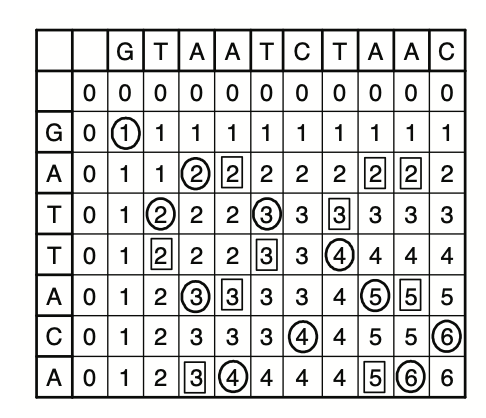 G T A A T C T A A C
0 0 0 0 0 0 0 0 0 0 0
G 0 1 1 1 1 1 1 1 1 1 1
A 0 1 1 2 2 2 2 2 2 2 2
T 0 1 2 2 2 3 3 3 3 3 3
T 0 1 2 2 2 3 3 4 4 4 4
A 0 1 2 3 3 3 3 4 5 5 5
C 0 1 2 3 3 3 4 4 5 5 6
A 0 1 2 3 4 4 4 4 5 6 6